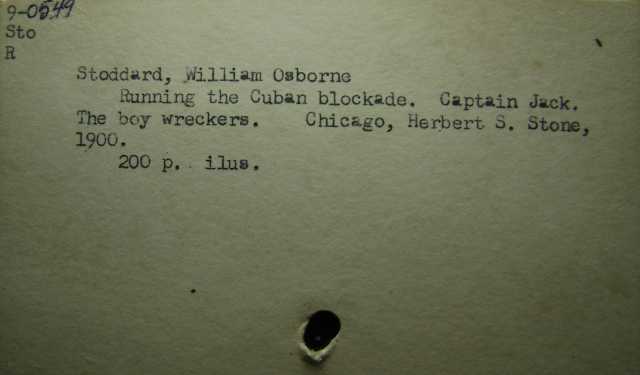 9-0549
Sto
R
Stoddard, William Osborne
Running the Cuban blockade. Captain Jack.
The boy wreckers. Chicago, Herbert S. Stone,
1900.
200 p. ilus.